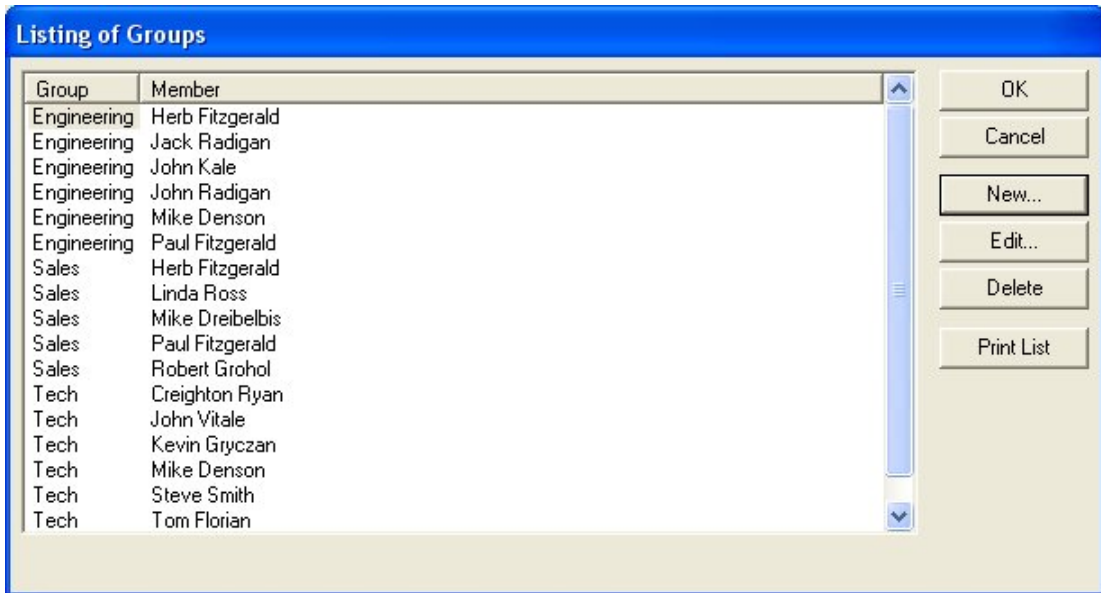 Listing of Groups
Group Member
Engineering Herb Fitzgerald
Engineering Jack Radigan
Engineering John Kale
Engineering John Radigan
Engineering Mike Denson
Engineering Paul Fitzgerald
Sales Herb Fitzgerald
Sales Linda Ross
Sales Mike Dreibelbis
Sales Paul Fitzgerald
Sales Robert Grohol
Tech Creighton Ryan
Tech John Vitale
Tech Kevin Gryczan
Tech Mike Denson
Tech Steve Smith
Tech Tom Florian
OK
Cancel
New...
Edit...
Delete
Print List